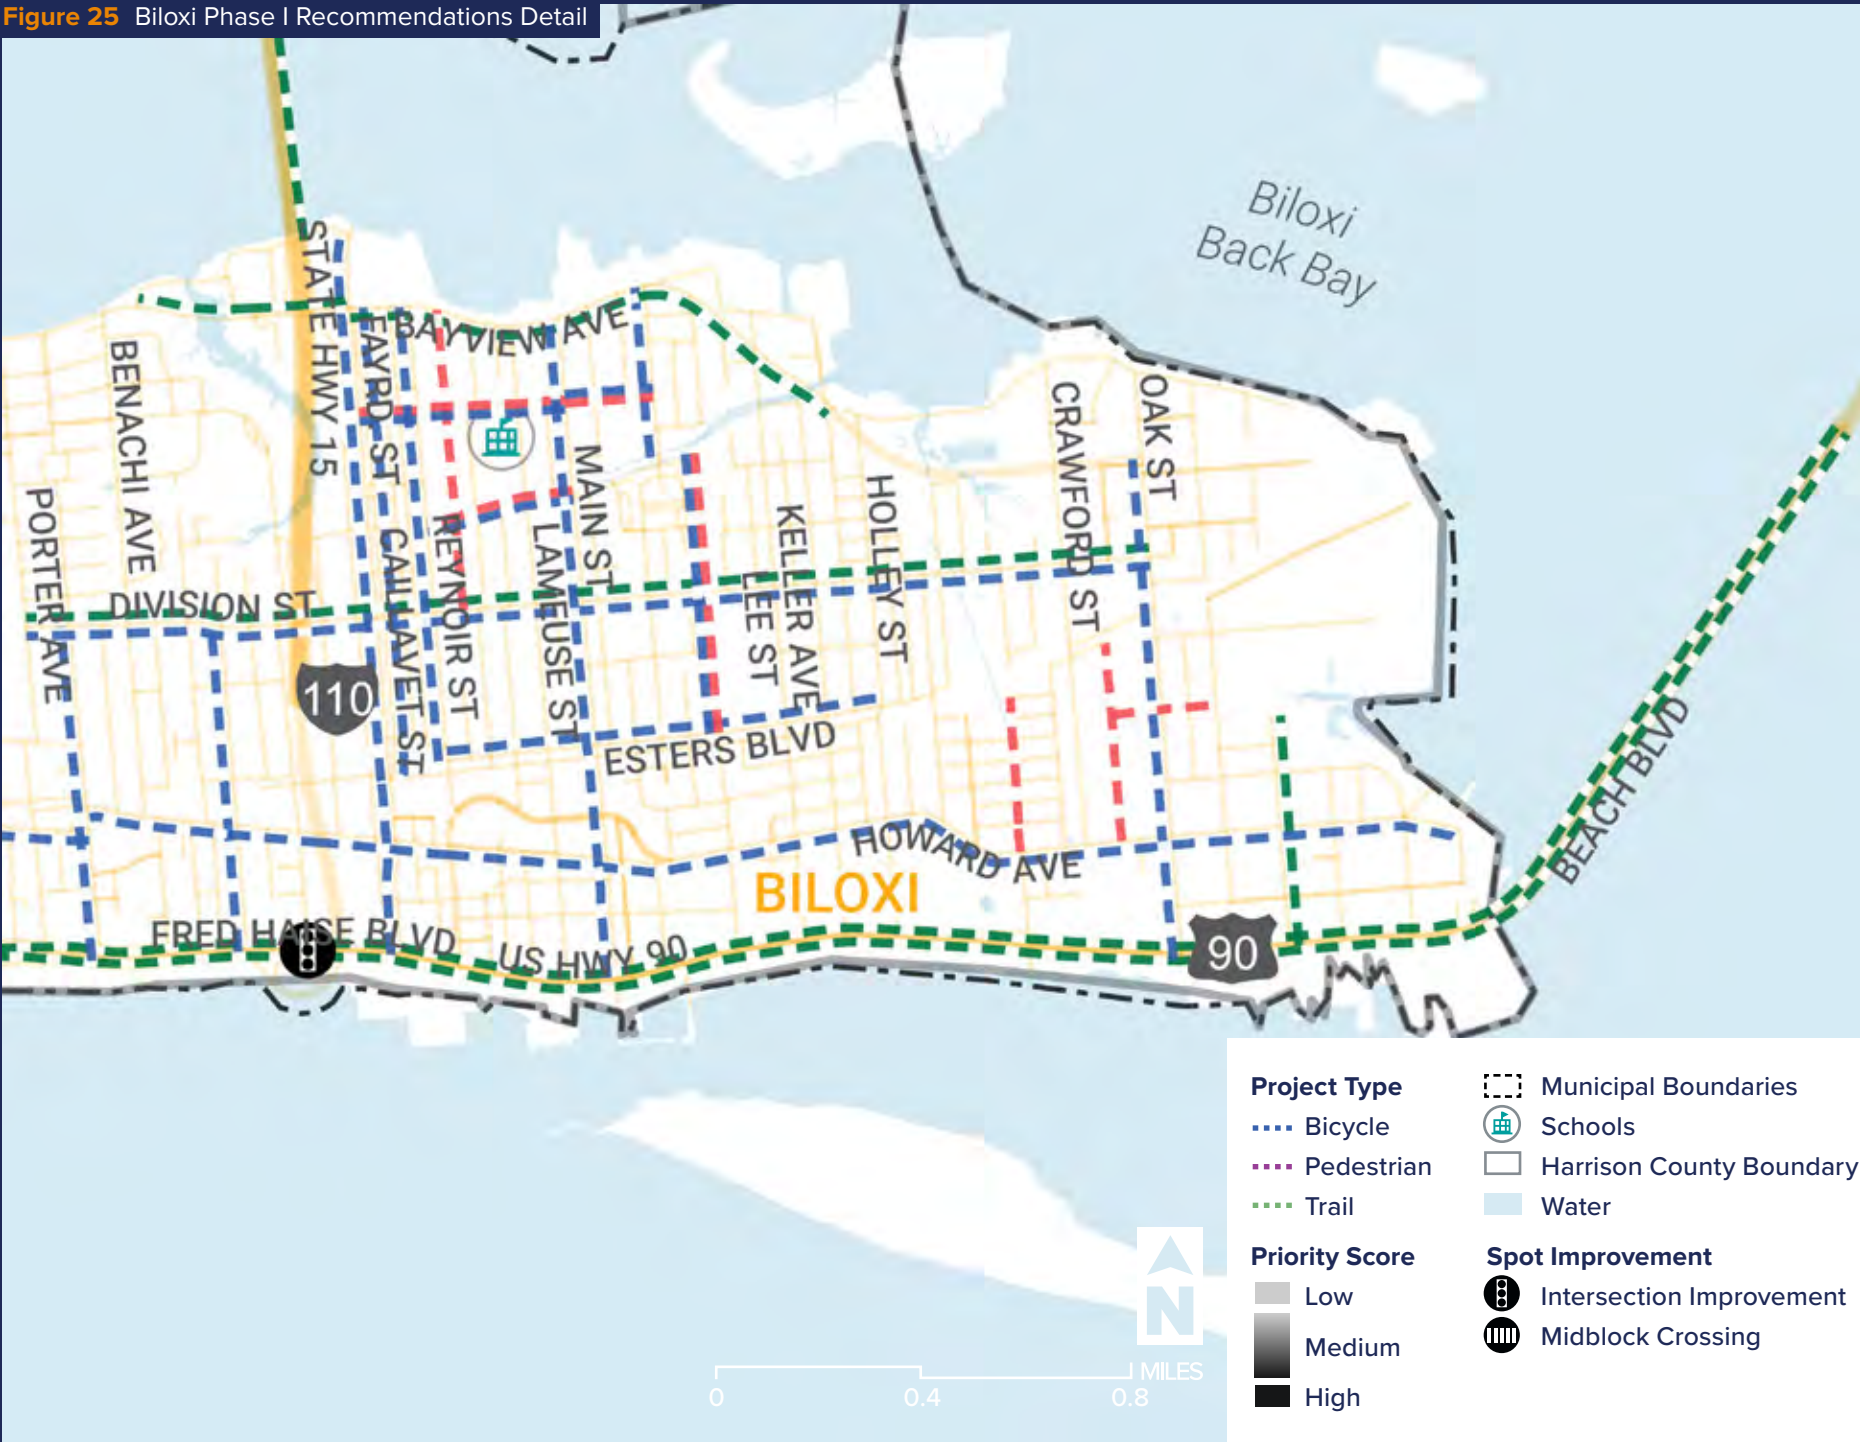 Figure 25 Biloxi Phase I Recommendations Detail
Biloxi
Back Bay
STATE HWY 15
BAYVIEW AVE
FAYRD ST
BENACHI AVE
PORTER AVE
CRAWFORD ST
OAK ST
MAIN ST
HOLLEY ST
KELLER AVE
LEE ST
REYNOIR ST
LAMEUSE ST
CAILLAVET ST
DIVISION ST
110
ESTERS BLVD
HOWARD AVE
BILOXI
BEACH BLVD
FRED HAISE BLVD
US HWY 90
90
Project Type
Bicycle
Pedestrian
Trail
Priority Score
Low
Medium
High
Municipal Boundaries
Schools
Harrison County Boundary
Water
Spot Improvement
Intersection Improvement
Midblock Crossing
N
MILES
0 0.4 0.8